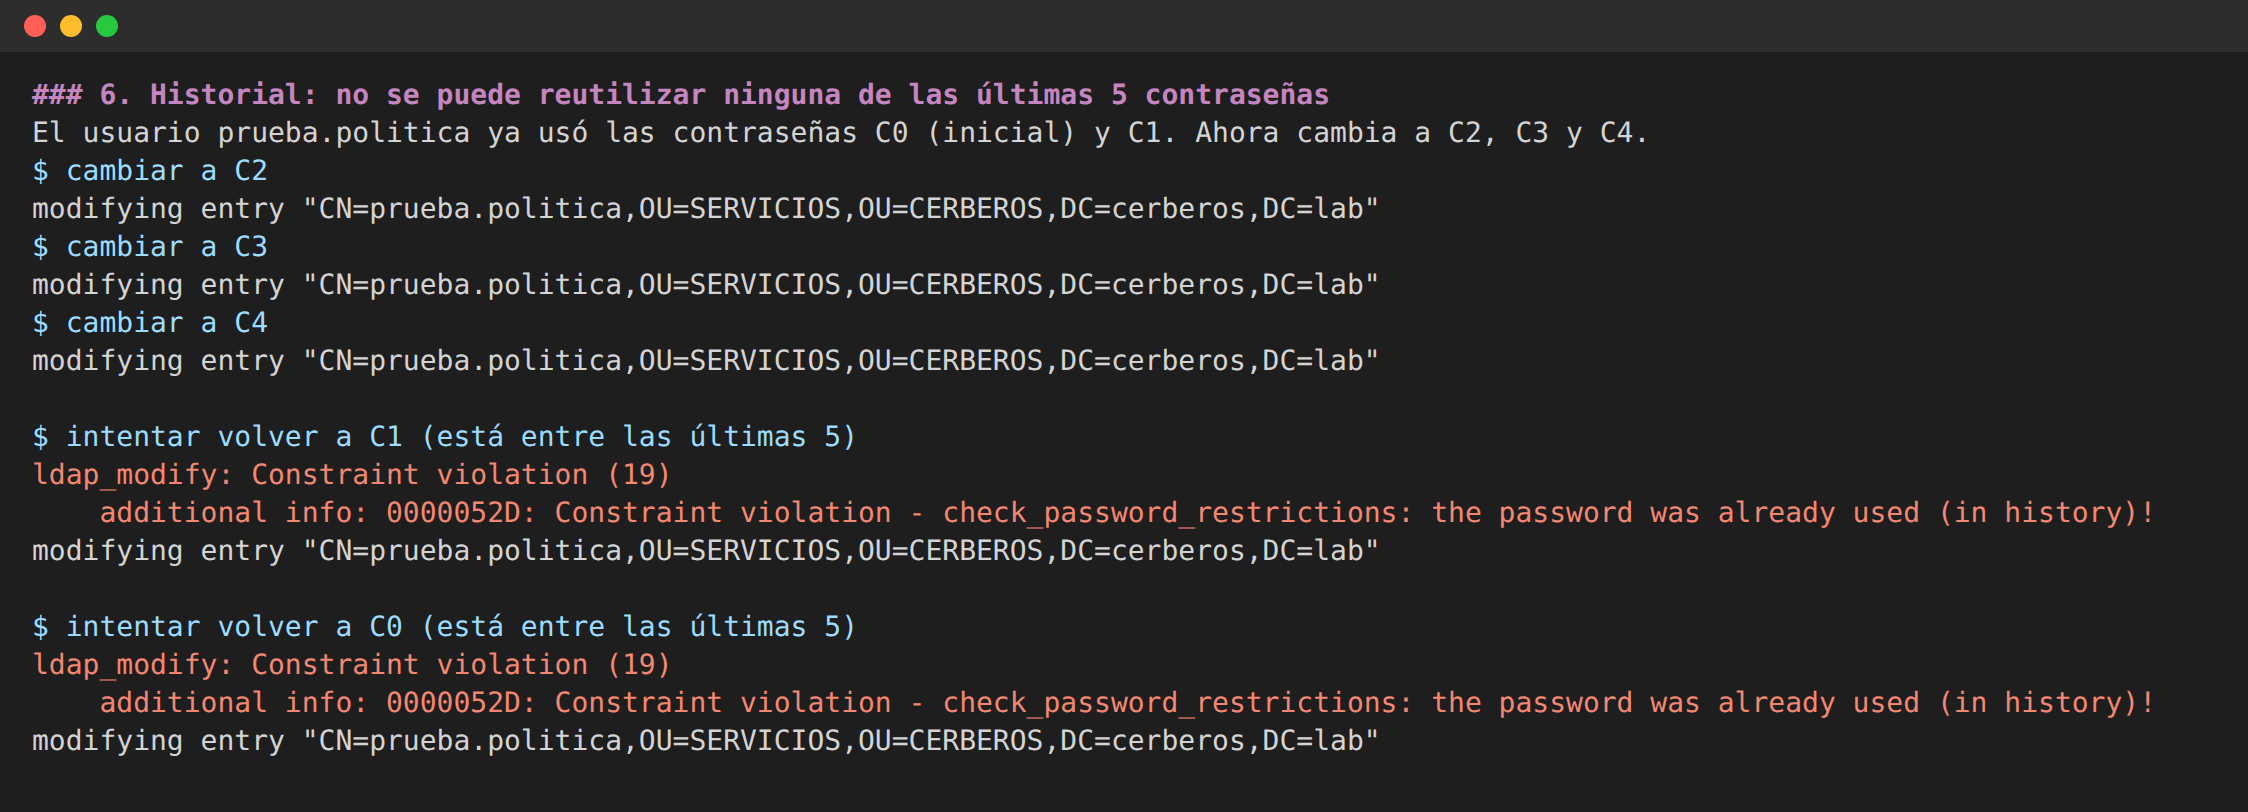 ### 6. Historial: no se puede reutilizar ninguna de las últimas 5 contraseñas
El usuario prueba.politica ya usó las contraseñas C0 (inicial) y C1. Ahora cambia a C2, C3 y C4.
$ cambiar a C2
modifying entry "CN=prueba.politica,OU=SERVICIOS,OU=CERBEROS,DC=cerberos,DC=lab"
$ cambiar a C3
modifying entry "CN=prueba.politica,OU=SERVICIOS,OU=CERBEROS,DC=cerberos,DC=lab"
$ cambiar a C4
modifying entry "CN=prueba.politica,OU=SERVICIOS,OU=CERBEROS,DC=cerberos,DC=lab"
$ intentar volver a C1 (está entre las últimas 5)
ldap_modify: Constraint violation (19)
    additional info: 0000052D: Constraint violation - check_password_restrictions: the password was already used (in history)!
modifying entry "CN=prueba.politica,OU=SERVICIOS,OU=CERBEROS,DC=cerberos,DC=lab"
$ intentar volver a C0 (está entre las últimas 5)
ldap_modify: Constraint violation (19)
    additional info: 0000052D: Constraint violation - check_password_restrictions: the password was already used (in history)!
modifying entry "CN=prueba.politica,OU=SERVICIOS,OU=CERBEROS,DC=cerberos,DC=lab"